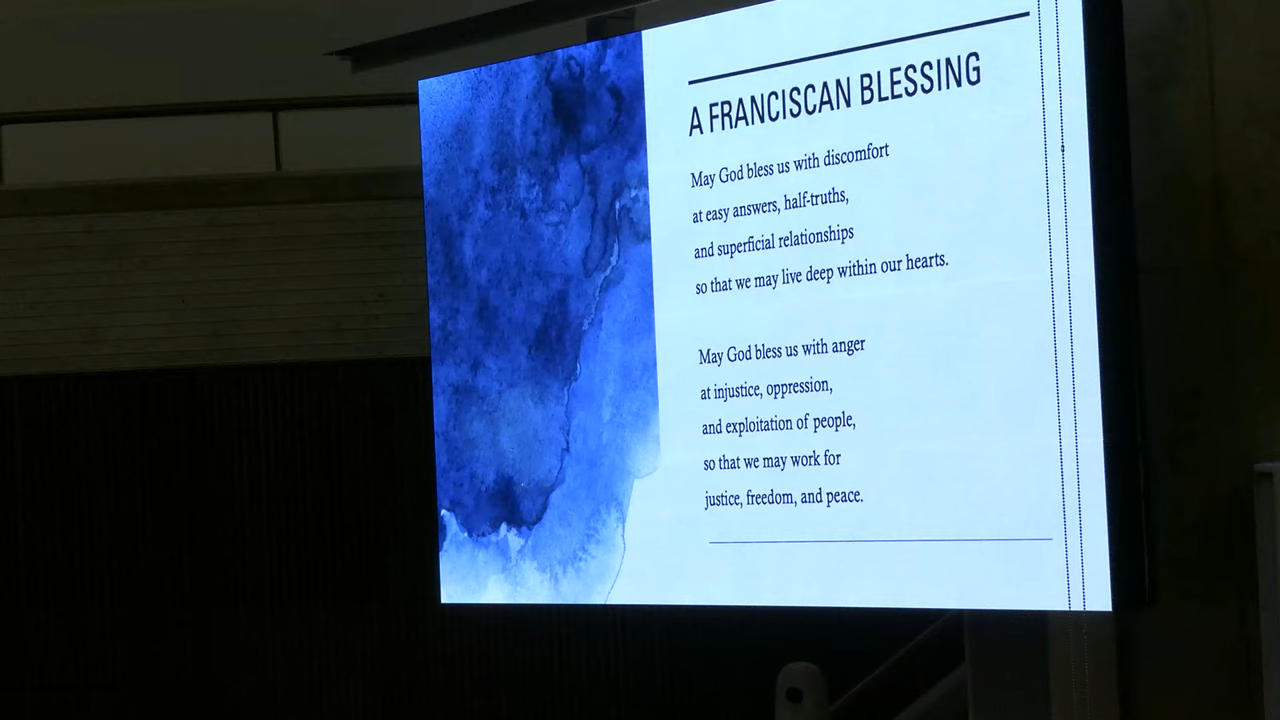 A FRANCISCAN BLESSING
May God bless us with discomfort
at easy answers, half-truths,
and superficial relationships
so that we may live deep within our hearts.
May God bless us with anger
at injustice, oppression,
and exploitation of people,
so that we may work for
justice, freedom, and peace.